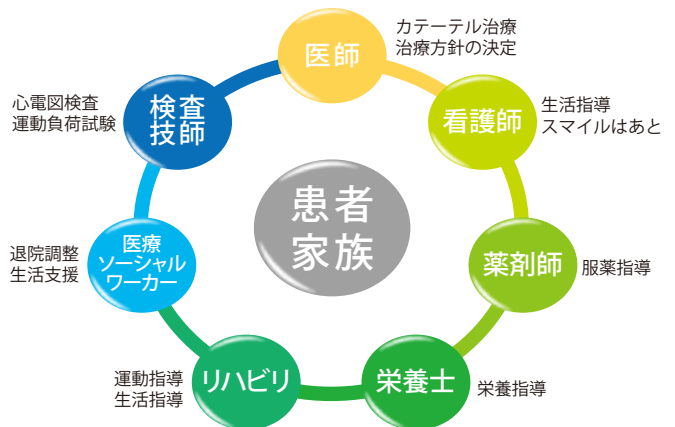 医師
カテーテル治療
治療方針の決定
看護師
生活指導
スマイルはあと
薬剤師
服薬指導
栄養士
栄養指導
リハビリ
運動指導
生活指導
医療
ソーシャル
ワーカー
退院調整
生活支援
検査
技師
心電図検査
運動負荷試験
患者
家族